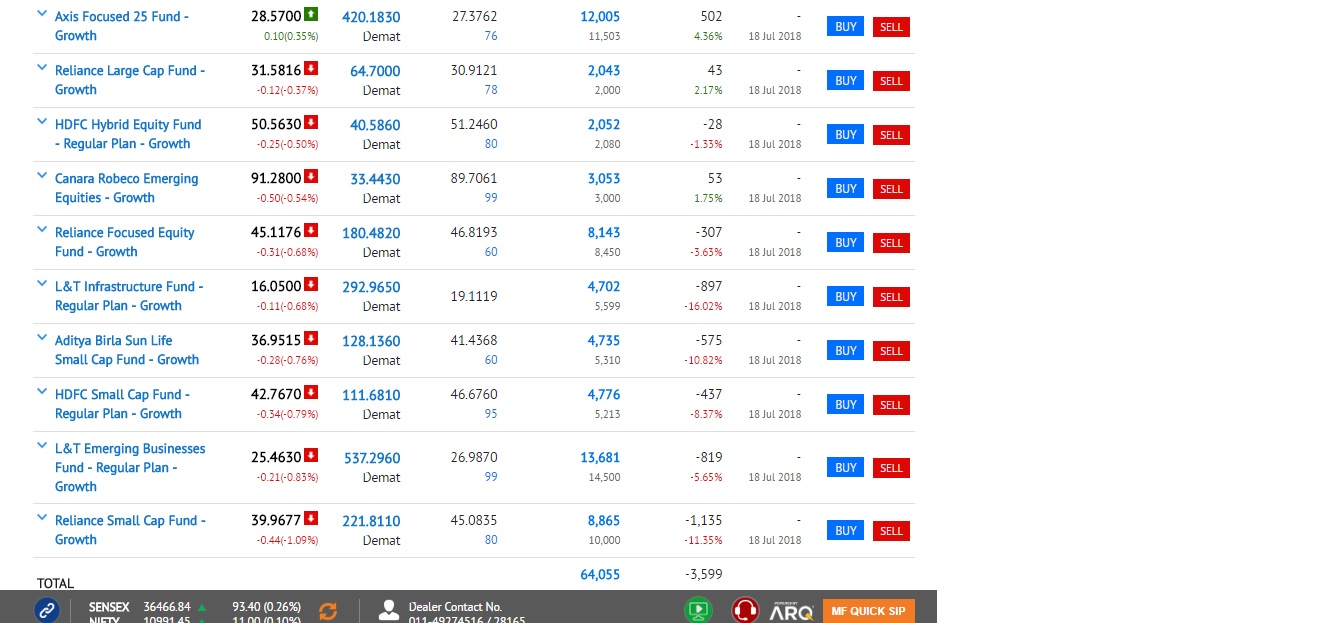 Axis Focused 25 Fund - 28.5700 420.1830 27.3762 12,005 502 -
Growth 0.10(0.35%) Demat 76 11,503 4.36% 18 Jul 2018 BUY SELL
Reliance Large Cap Fund - 31.5816 64.7000 30.9121 2,043 43 -
Growth -0.12(-0.37%) Demat 78 2,000 2.17% 18 Jul 2018 BUY SELL
HDFC Hybrid Equity Fund 50.5630 40.5860 51.2460 2,052 -28 -
- Regular Plan - Growth -0.25(-0.50%) Demat 80 2,080 -1.33% 18 Jul 2018 BUY SELL
Canara Robeco Emerging 91.2800 33.4430 89.7061 3,053 53 -
Equities - Growth -0.50(-0.54%) Demat 99 3,000 1.75% 18 Jul 2018 BUY SELL
Reliance Focused Equity 45.1176 180.4820 46.8193 8,143 -307 -
Fund - Growth -0.31(-0.68%) Demat 60 8,450 -3.63% 18 Jul 2018 BUY SELL
L&T Infrastructure Fund - 16.0500 292.9650 19.1119 4,702 -897 -
Regular Plan - Growth -0.11(-0.68%) Demat 5,599 -16.02% 18 Jul 2018 BUY SELL
Aditya Birla Sun Life 36.9515 128.1360 41.4368 4,735 -575 -
Small Cap Fund - Growth -0.28(-0.76%) Demat 60 5,310 -10.82% 18 Jul 2018 BUY SELL
HDFC Small Cap Fund - 42.7670 111.6810 46.6760 4,776 -437 -
Regular Plan - Growth -0.34(-0.79%) Demat 95 5,213 -8.37% 18 Jul 2018 BUY SELL
L&T Emerging Businesses 25.4630 537.2960 26.9870 13,681 -819 -
Fund - Regular Plan - -0.21(-0.83%) Demat 99 14,500 -5.65% 18 Jul 2018 BUY SELL
Growth
Reliance Small Cap Fund - 39.9677 221.8110 45.0835 8,865 -1,135 -
Growth -0.44(-1.09%) Demat 80 10,000 -11.35% 18 Jul 2018 BUY SELL
TOTAL 64,055 -3,599
SENSEX 36466.84 93.40 (0.26%) Dealer Contact No. POWERED BY ARQ MF QUICK SIP
NIFTY 10991.45 11.00 (0.10%) 011-49274516 / 28165